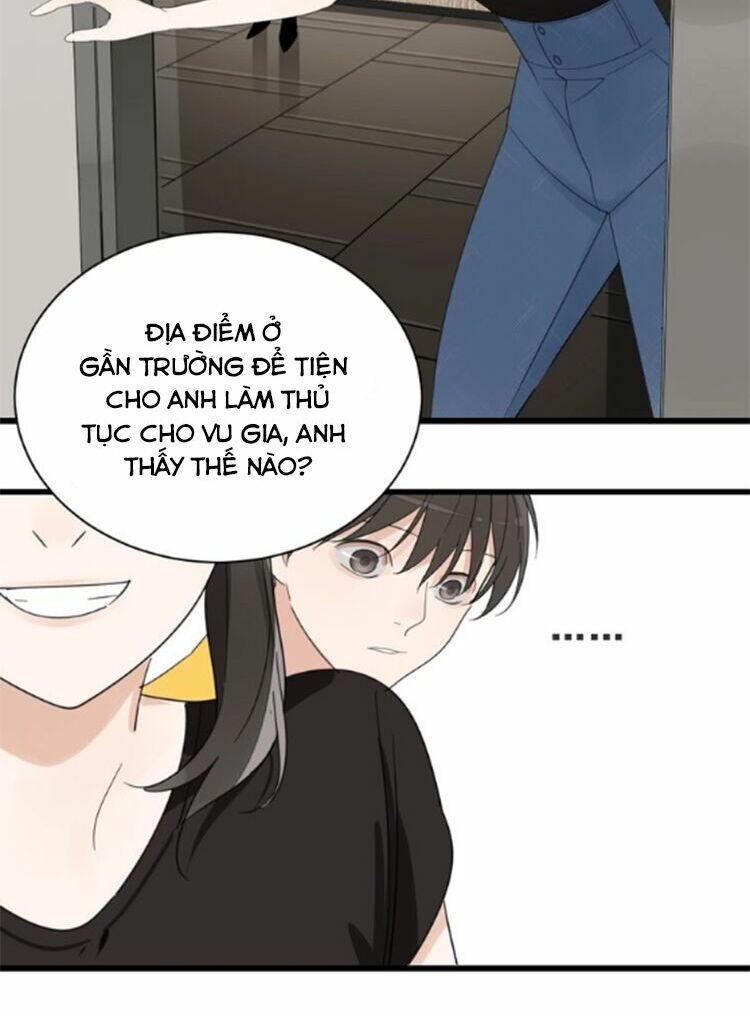 ĐỊA ĐIỂM Ở
GẦN TRƯỜNG ĐỂ TIỆN
CHO ANH LÀM THỦ
TỤC CHO VU GIA, ANH
THẤY THẾ NÀO?
......